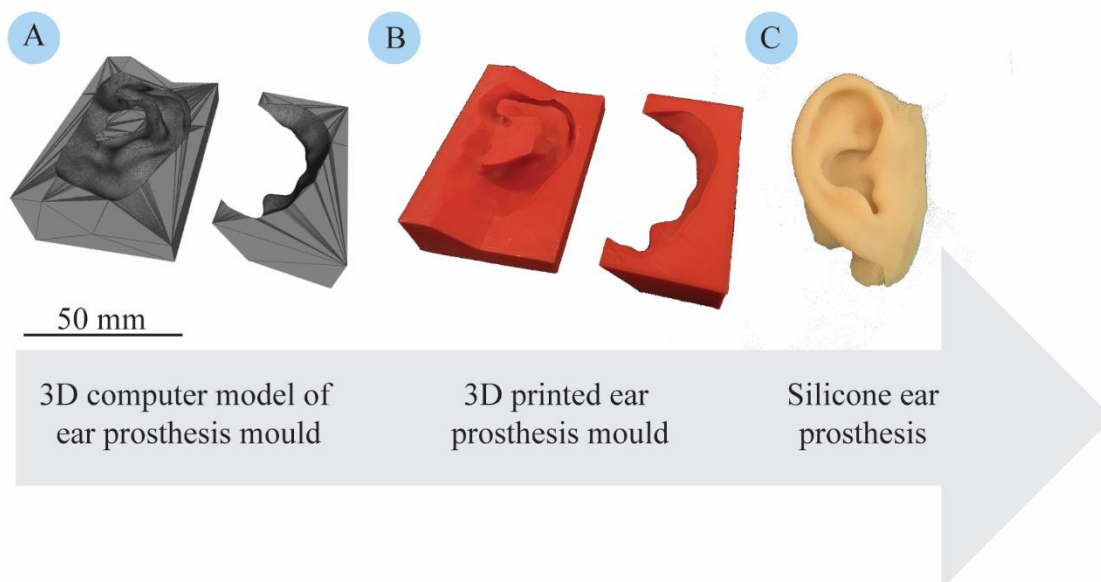 A
B
C
50 mm
3D computer model of
ear prosthesis mould
3D printed ear
prosthesis mould
Silicone ear
prosthesis